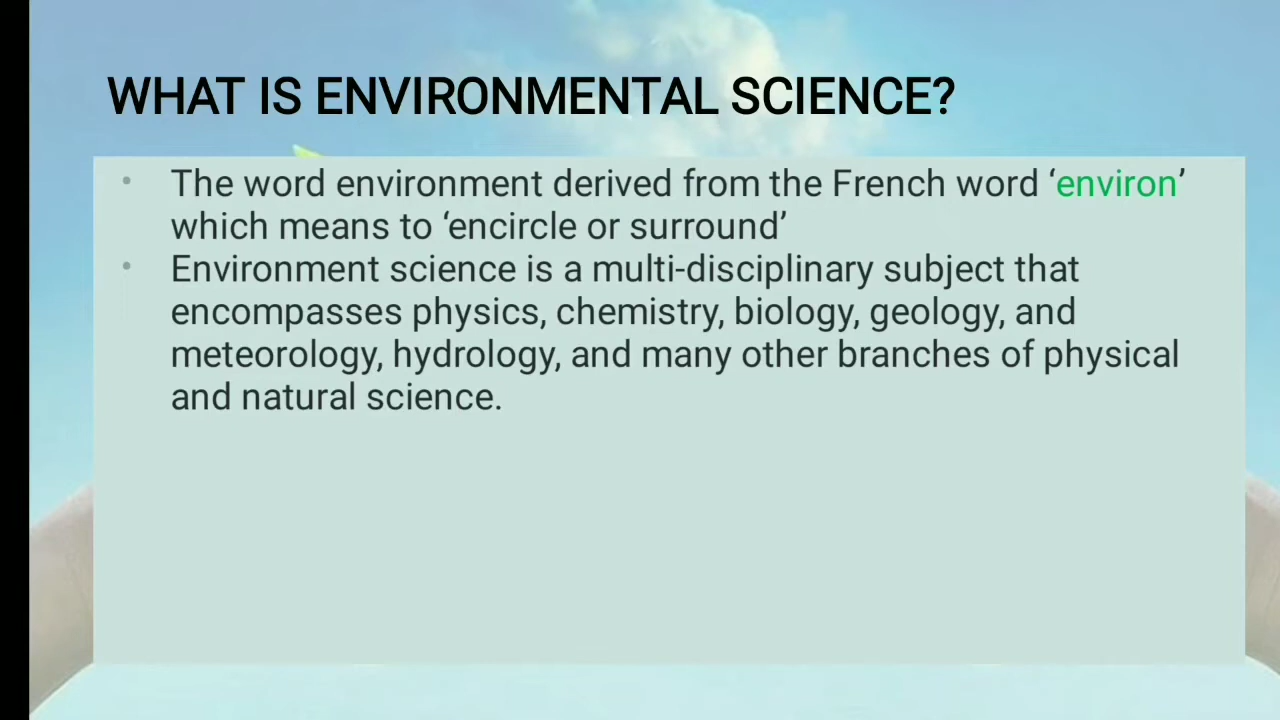 WHAT IS ENVIRONMENTAL SCIENCE?
• The word environment derived from the French word ‘environ’
which means to ‘encircle or surround’
• Environment science is a multi-disciplinary subject that
encompasses physics, chemistry, biology, geology, and
meteorology, hydrology, and many other branches of physical
and natural science.